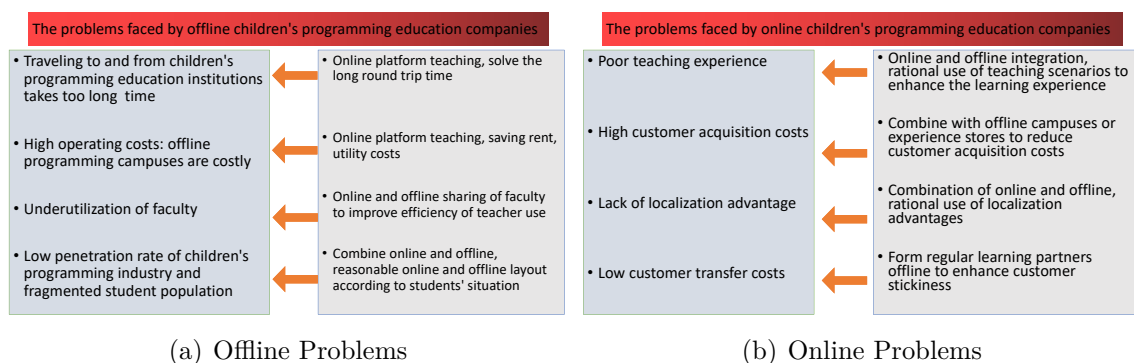 The problems faced by offline children's programming education companies
• Traveling to and from children's
programming education institutions
takes too long time
• High operating costs: offline
programming campuses are costly
• Underutilization of faculty
• Low penetration rate of children's
programming industry and
fragmented student population
• Online platform teaching, solve the
long round trip time
• Online platform teaching, saving rent,
utility costs
• Online and offline sharing of faculty
to improve efficiency of teacher use
• Combine online and offline,
reasonable online and offline layout
according to students' situation
(a) Offline Problems
The problems faced by online children's programming education companies
• Poor teaching experience
• High customer acquisition costs
• Lack of localization advantage
• Low customer transfer costs
• Online and offline integration,
rational use of teaching scenarios to
enhance the learning experience
• Combine with offline campuses or
experience stores to reduce
customer acquisition costs
• Combination of online and offline,
rational use of localization
advantages
• Form regular learning partners
offline to enhance customer
stickiness
(b) Online Problems